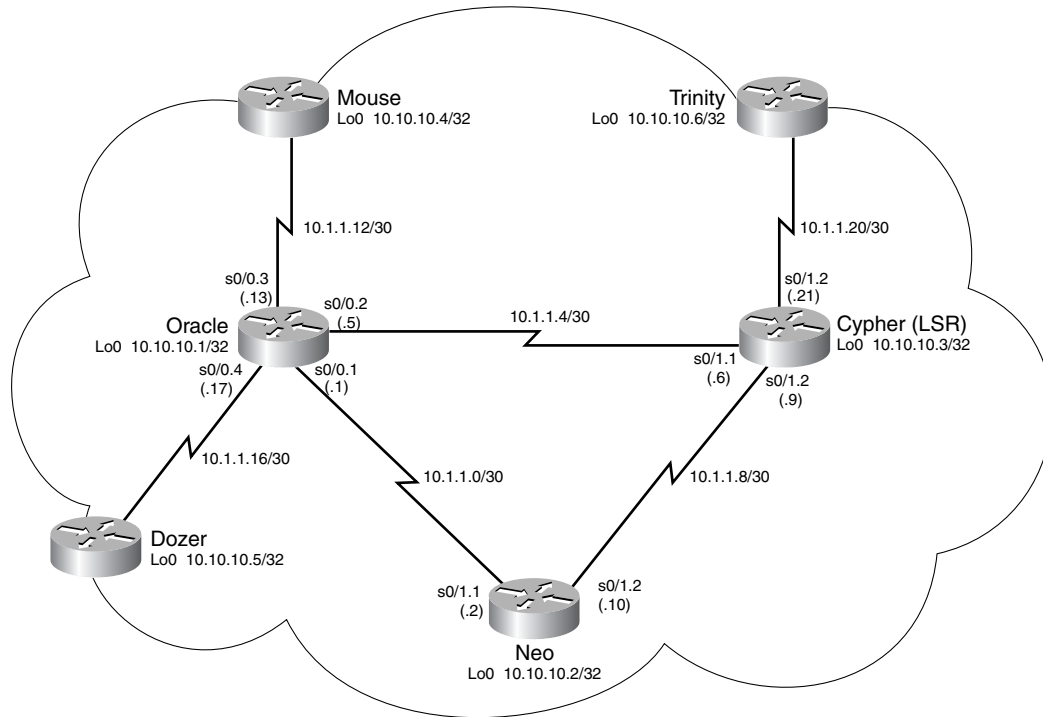 Mouse
Lo0 10.10.10.4/32
Trinity
Lo0 10.10.10.6/32
10.1.1.12/30
10.1.1.20/30
s0/0.3
(.13)
s0/0.2
(.5)
s0/1.2
(.21)
Oracle
Lo0 10.10.10.1/32
10.1.1.4/30
Cypher (LSR)
Lo0 10.10.10.3/32
s0/0.4
(.17)
s0/0.1
(.1)
s0/1.1
(.6)
s0/1.2
(.9)
10.1.1.16/30
10.1.1.0/30
10.1.1.8/30
Dozer
Lo0 10.10.10.5/32
s0/1.1
(.2)
s0/1.2
(.10)
Neo
Lo0 10.10.10.2/32